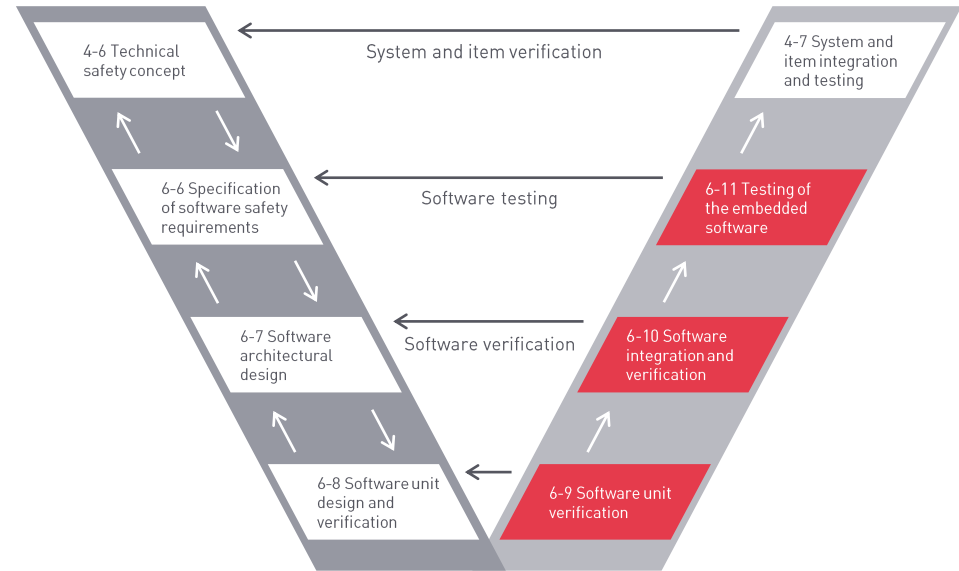 4-6 Technical
safety concept
System and item verification
4-7 System and
item integration
and testing
6-6 Specification
of software safety
requirements
Software testing
6-11 Testing of
the embedded
software
6-7 Software
architectural
design
Software verification
6-10 Software
integration and
verification
6-8 Software unit
design and
verification
6-9 Software unit
verification